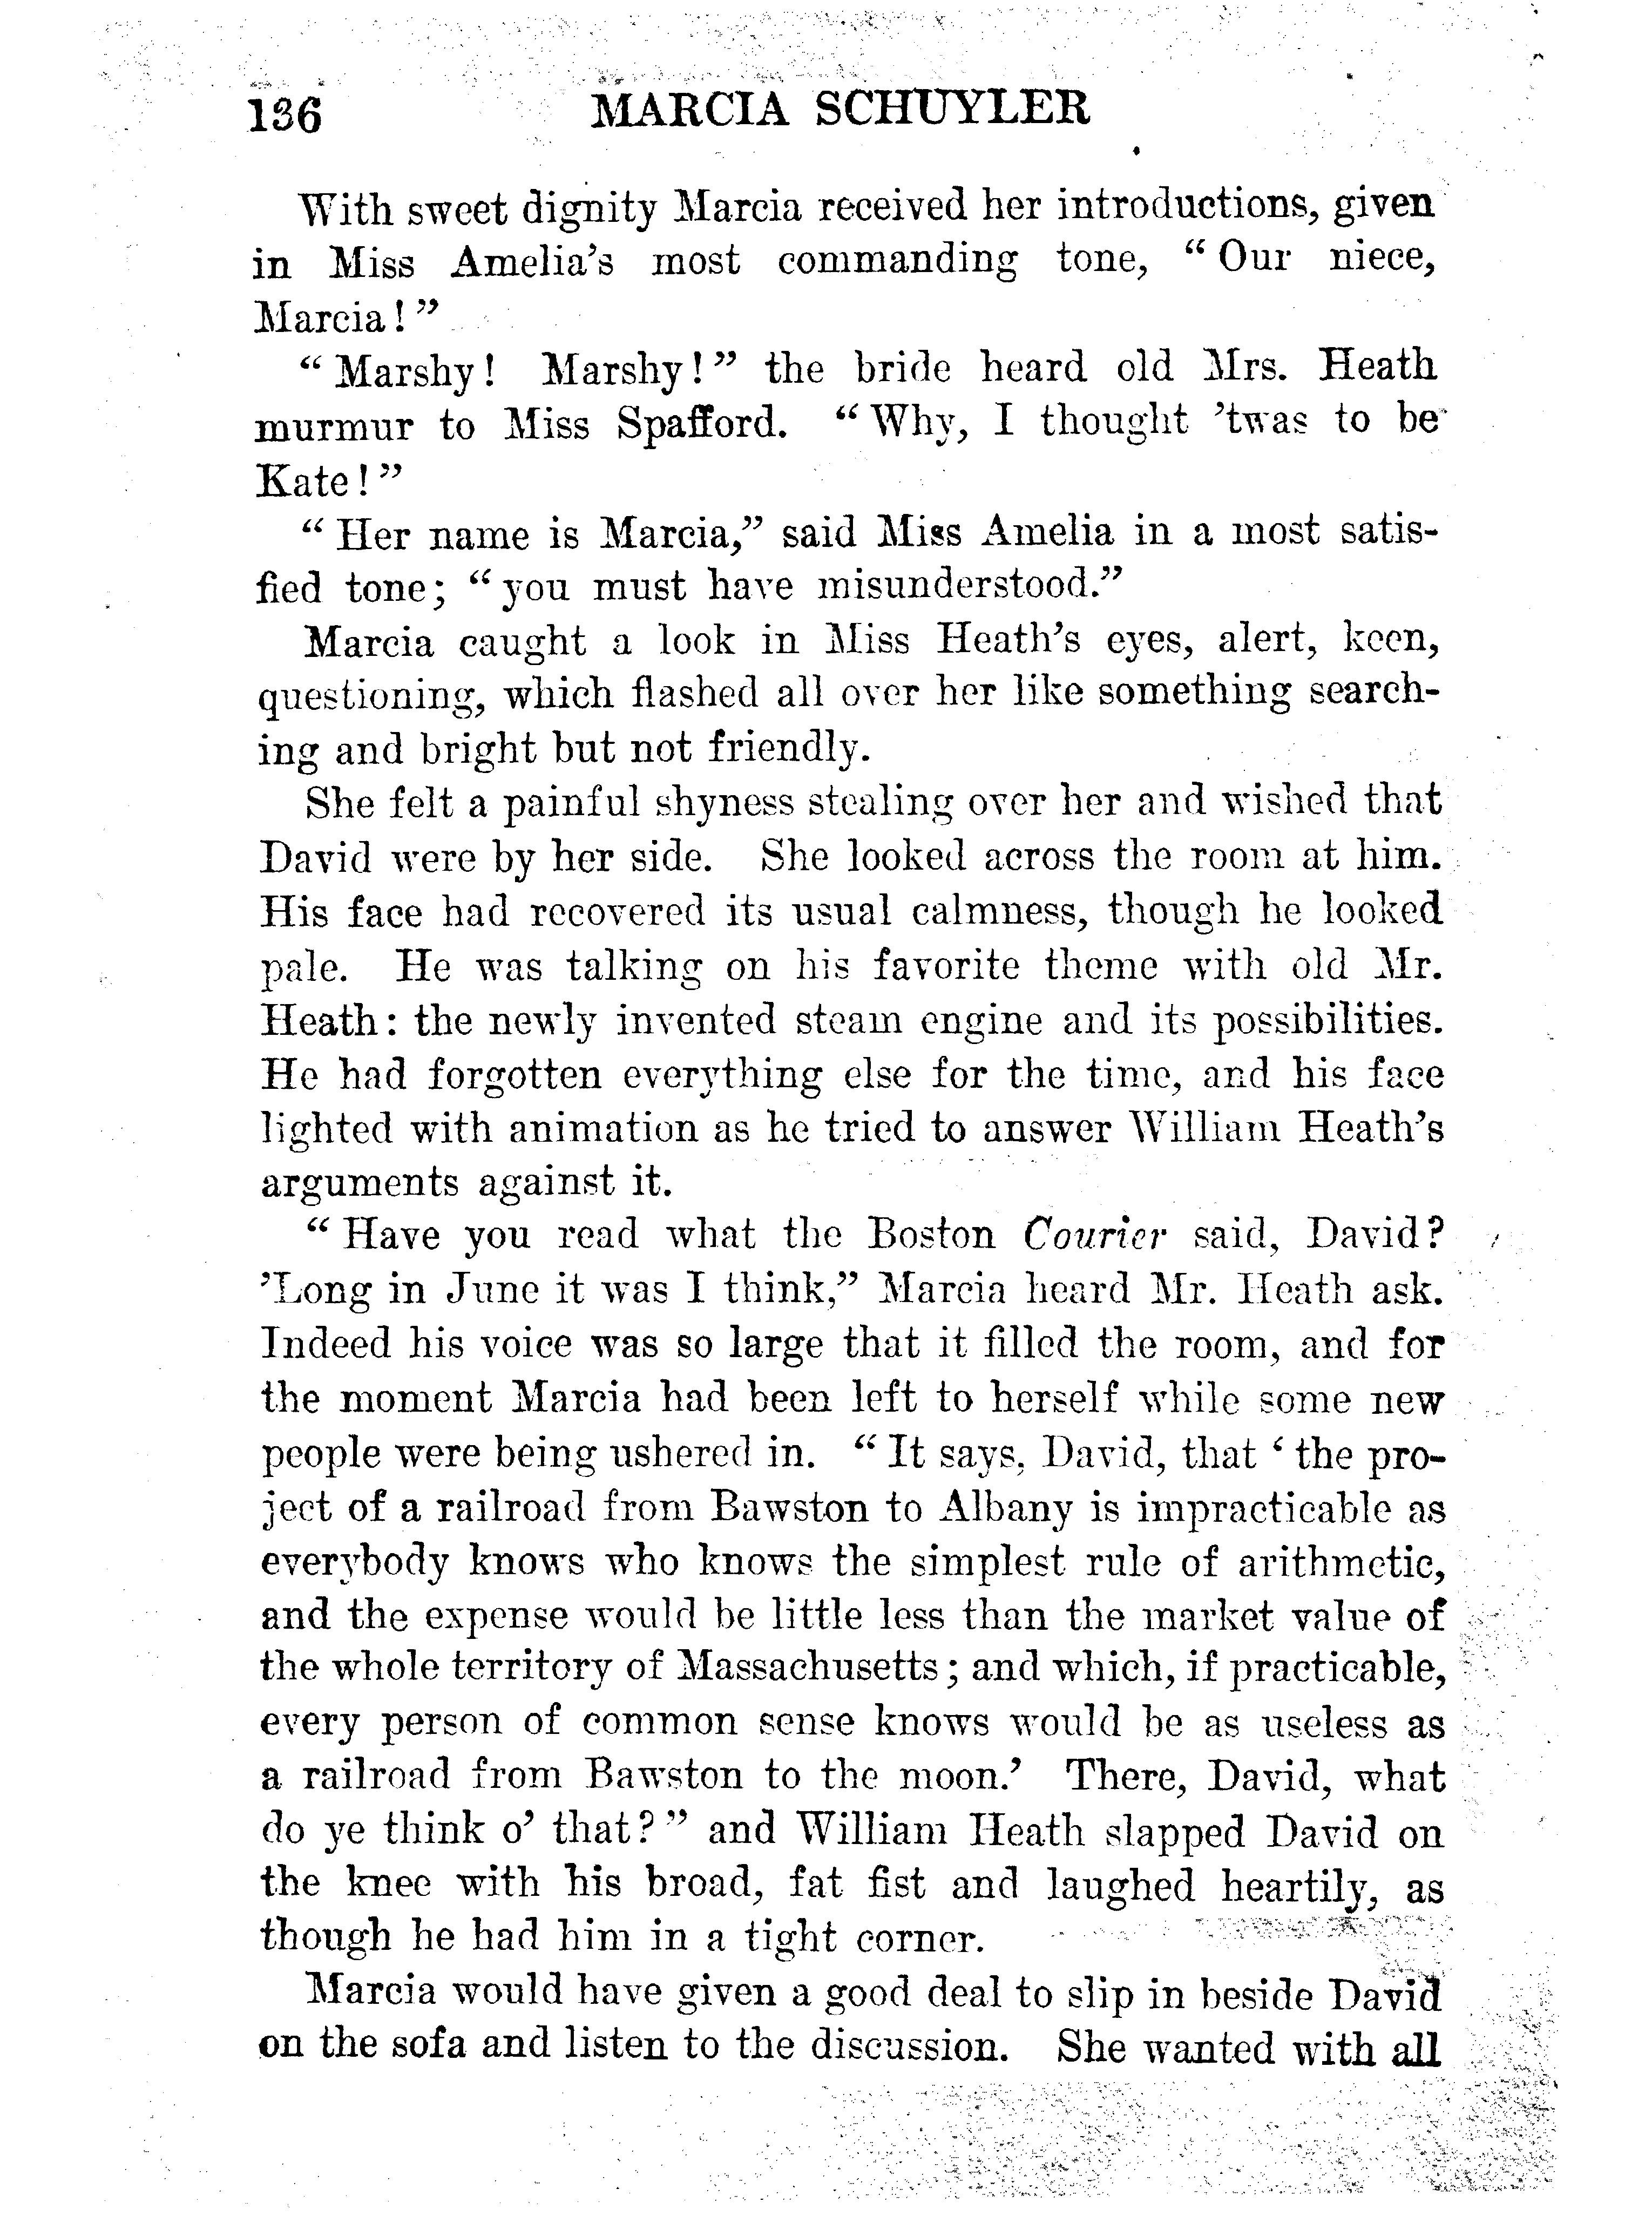 136 MARCIA SCHUYLER
With sweet dignity Marcia received her introductions, given
in Miss Amelia's most commanding tone, "Our niece,
Marcia!"
"Marshy! Marshy!" the bride heard old Mrs. Heath
murmur to Miss Spafford. "Why, I thought 'twas to be
Kate!"
"Her name is Marcia," said Miss Amelia in a most satis-
fied tone; "you must have misunderstood."
Marcia caught a look in Miss Heath's eyes, alert, keen,
questioning, which flashed all over her like something search-
ing and bright but not friendly.
She felt a painful shyness stealing over her and wished that
David were by her side. She looked across the room at him.
His face had recovered its usual calmness, though he looked
pale. He was talking on his favorite theme with old Mr.
Heath: the newly invented steam engine and its possibilities.
He had forgotten everything else for the time, and his face
lighted with animation as he tried to answer William Heath's
arguments against it.
"Have you read what the Boston Courier said, David?
'Long in June it was I think," Marcia heard Mr. Heath ask.
Indeed his voice was so large that it filled the room, and for
the moment Marcia had been left to herself while some new
people were being ushered in. "It says, David, that 'the pro-
ject of a railroad from Bawston to Albany is impracticable as
everybody knows who knows the simplest rule of arithmetic,
and the expense would be little less than the market value of
the whole territory of Massachusetts; and which, if practicable,
every person of common sense knows would be as useless as
a railroad from Bawston to the moon.' There, David, what
do ye think o' that?" and William Heath slapped David on
the knee with his broad, fat fist and laughed heartily, as
though he had him in a tight corner.
Marcia would have given a good deal to slip in beside David
on the sofa and listen to the discussion. She wanted with all